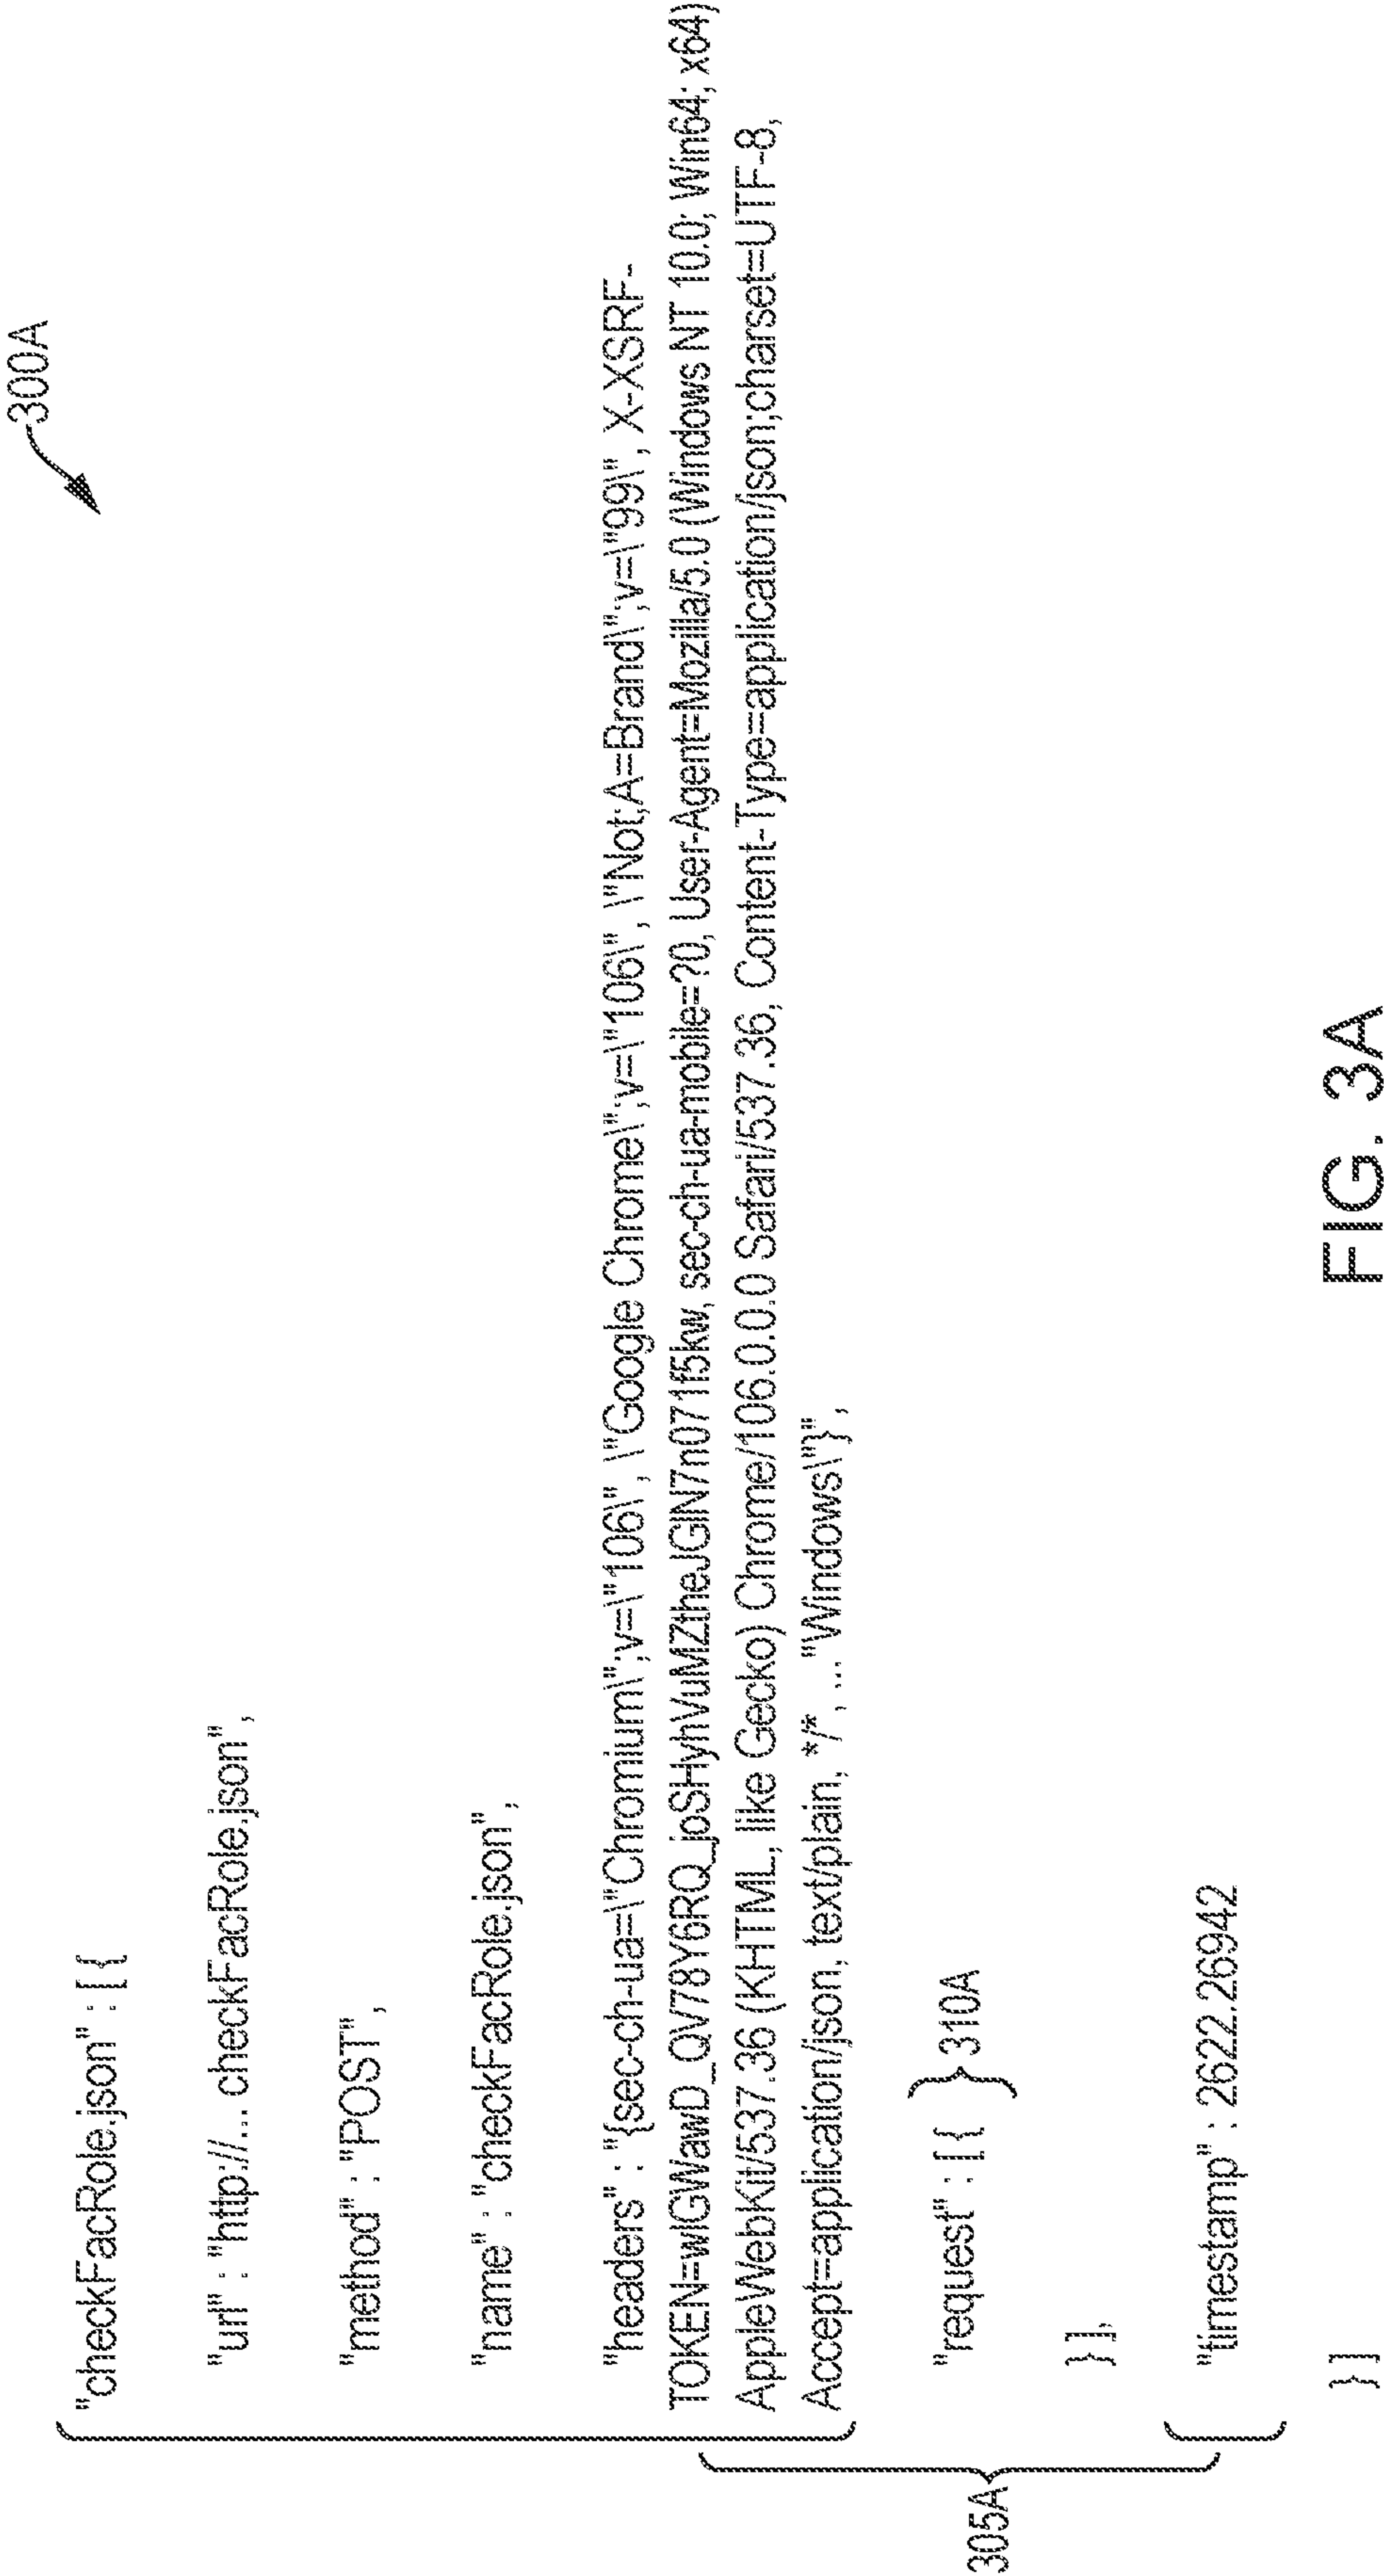 300A
"checkFacRole.json" : [ {
"url" : "http://... checkFacRole.json" ,
"method" : "POST" ,
"name" : "checkFacRole.json" ,
"headers" : "{sec-ch-ua=\"Chromium\";v=\"106\", \"Google Chrome\";v=\"106\", \"Not;A=Brand\";v=\"99\", X-XSRF-
TOKEN=wlGWawD_QV78Y6RQ_joSHyhVuMZtheJGlN7n071f5kw, sec-ch-ua-mobile=?0, User-Agent=Mozilla/5.0 (Windows NT 10.0; Win64; x64)
AppleWebKit/537.36 (KHTML, like Gecko) Chrome/106.0.0.0 Safari/537.36, Content-Type=application/json;charset=UTF-8,
Accept=application/json, text/plain, */* , ..."Windows\"}" ,
"request" : [ { 310A
} ],
305A
"timestamp" : 2622.26942
} ]
FIG. 3A